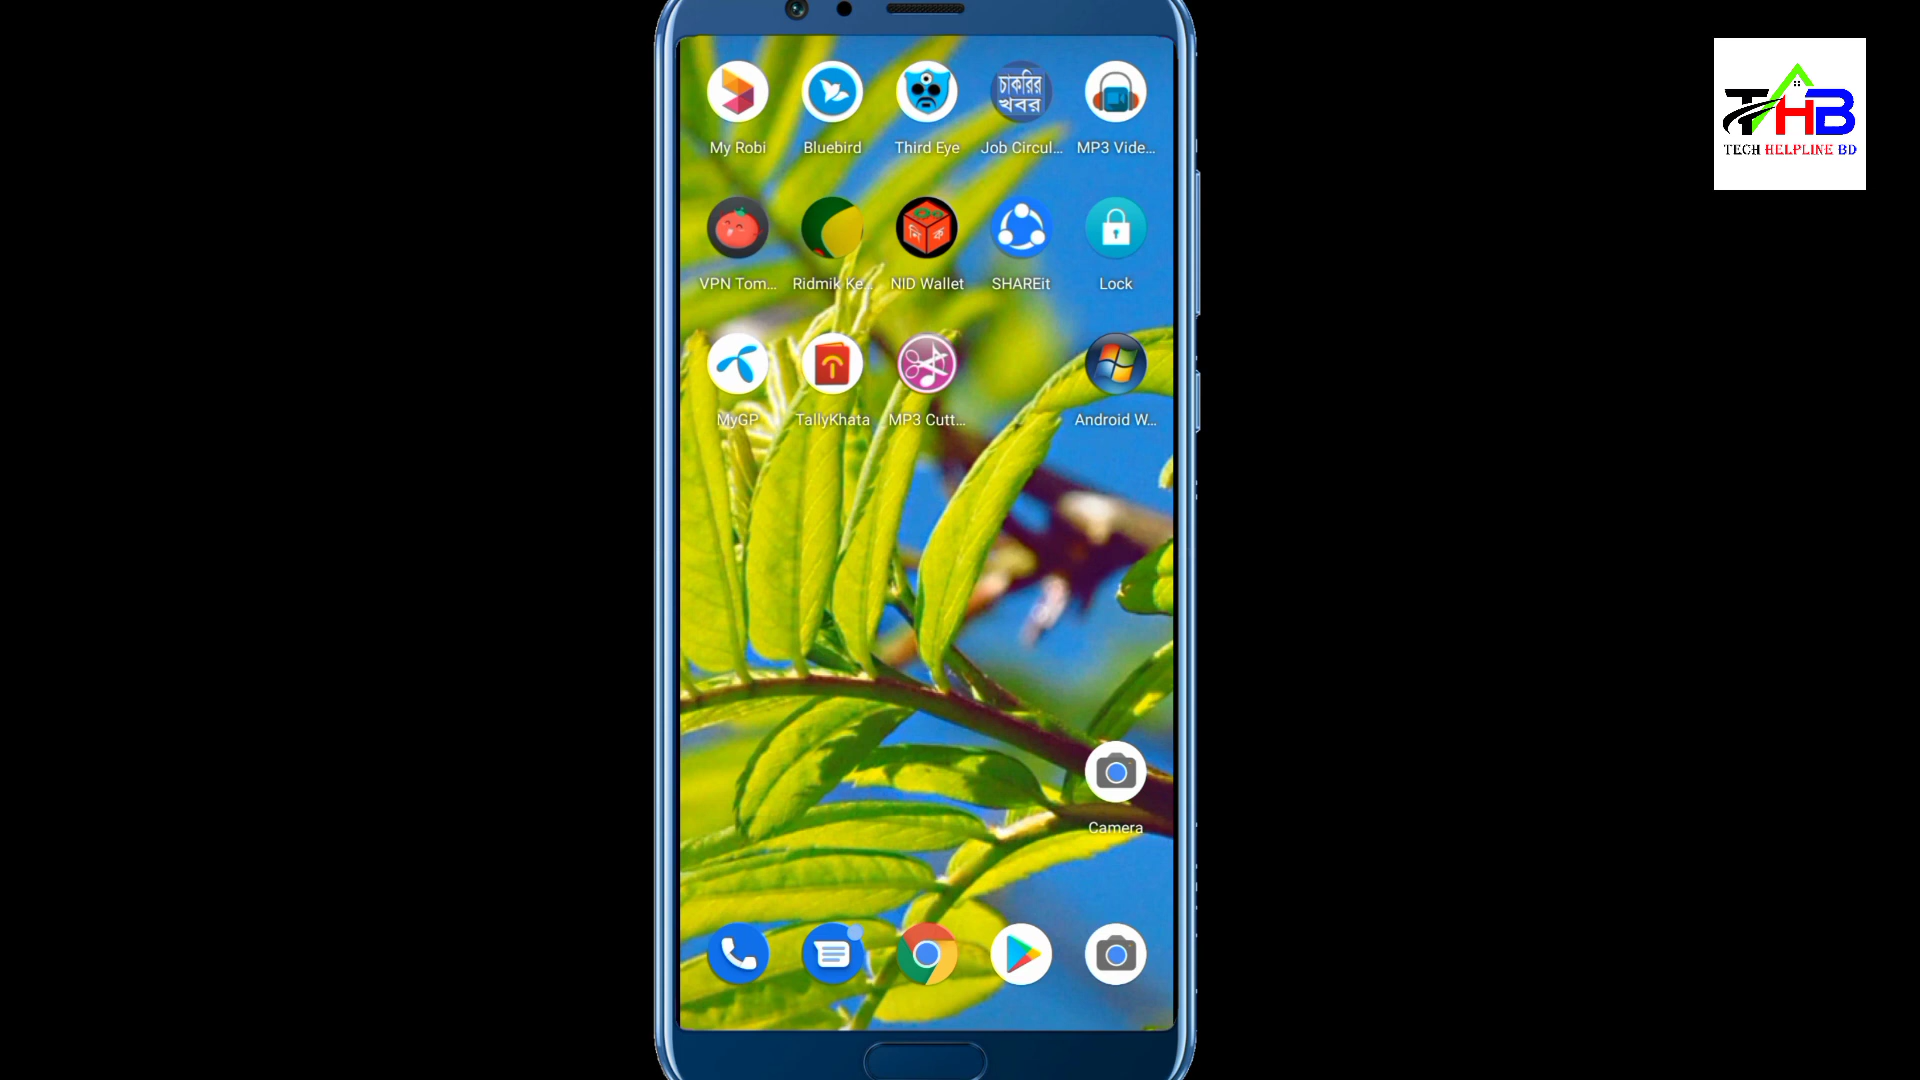 THB
TECH HELPLINE BD
চাকরির
খবর
My Robi Bluebird Third Eye Job Circul... MP3 Vide...
নি ক
VPN Tom... Ridmik Ke... NID Wallet SHAREit Lock
MyGP TallyKhata MP3 Cutt... Android W...
Camera